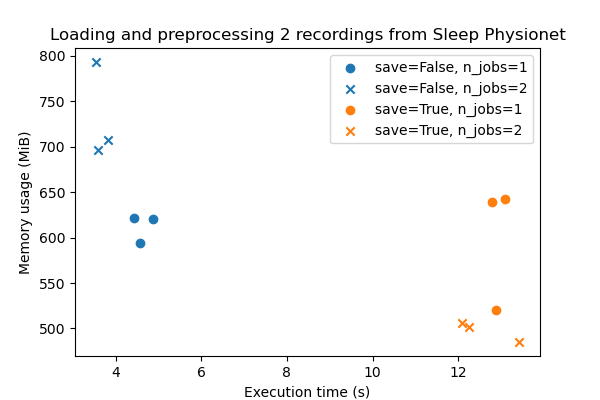 Loading and preprocessing 2 recordings from Sleep Physionet
800
750
700
650
600
550
500
Memory usage (MiB)
save=False, n_jobs=1
save=False, n_jobs=2
save=True, n_jobs=1
save=True, n_jobs=2
4 6 8 10 12
Execution time (s)